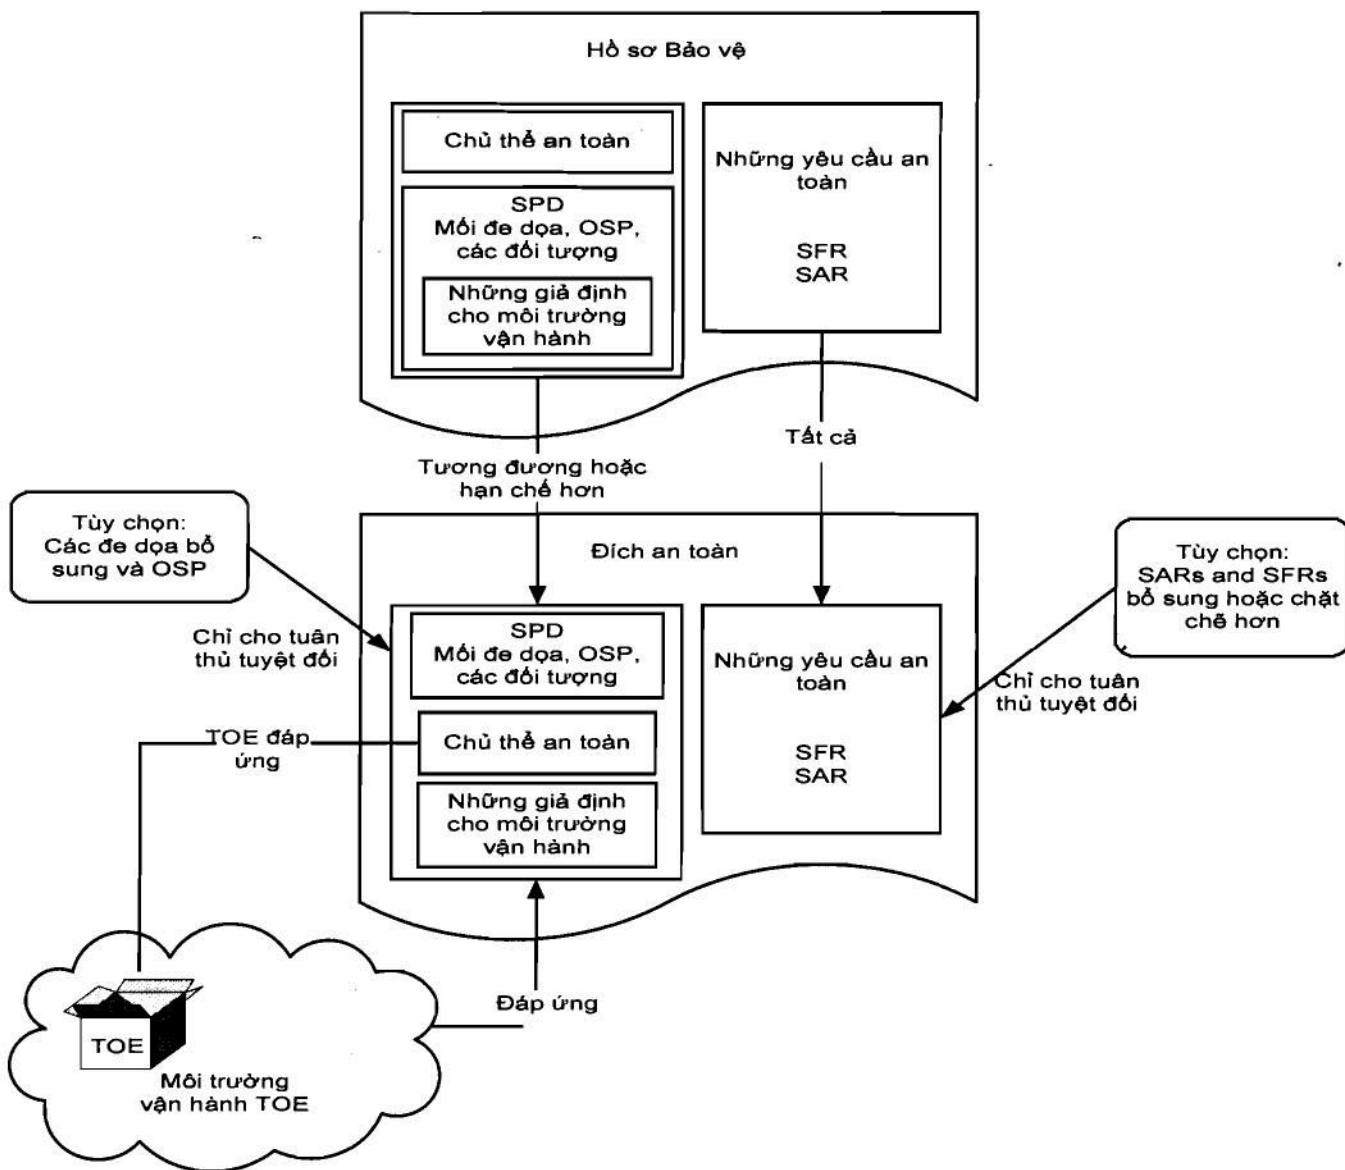 Hồ sơ Bảo vệ
Chủ thể an toàn
SPD
Mối đe dọa, OSP,
các đối tượng
Những giả định
cho môi trường
vận hành
Những yêu cầu an
toàn
SFR
SAR
Tương đương hoặc
hạn chế hơn
Tất cả
Tùy chọn:
Các đe dọa bổ
sung và OSP
Đích an toàn
Tùy chọn:
SARs and SFRs
bổ sung hoặc chặt
chẽ hơn
Chỉ cho tuân
thủ tuyệt đối
SPD
Mối đe dọa, OSP,
các đối tượng
Những yêu cầu an
toàn
SFR
SAR
Chỉ cho tuân
thủ tuyệt đối
TOE đáp
ứng
Chủ thể an toàn
Những giả định
cho môi trường
vận hành
Đáp ứng
TOE
Môi trường
vận hành TOE